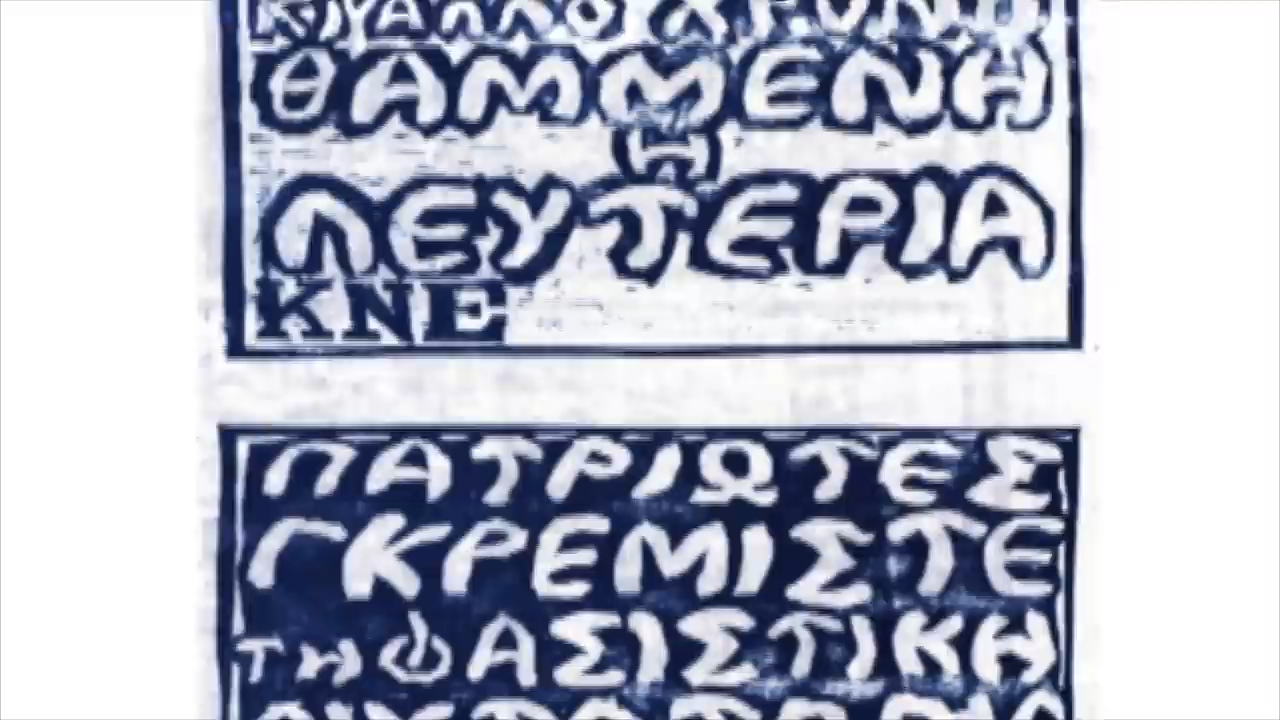 ΘΑΜΜΕΝΗ
Η
ΛΕΥΤΕΡΙΑ
ΚΝΕ
ΠΑΤΡΙΩΤΕΣ
ΓΚΡΕΜΙΣΤΕ
ΤΗ ΦΑΣΙΣΤΙΚΗ